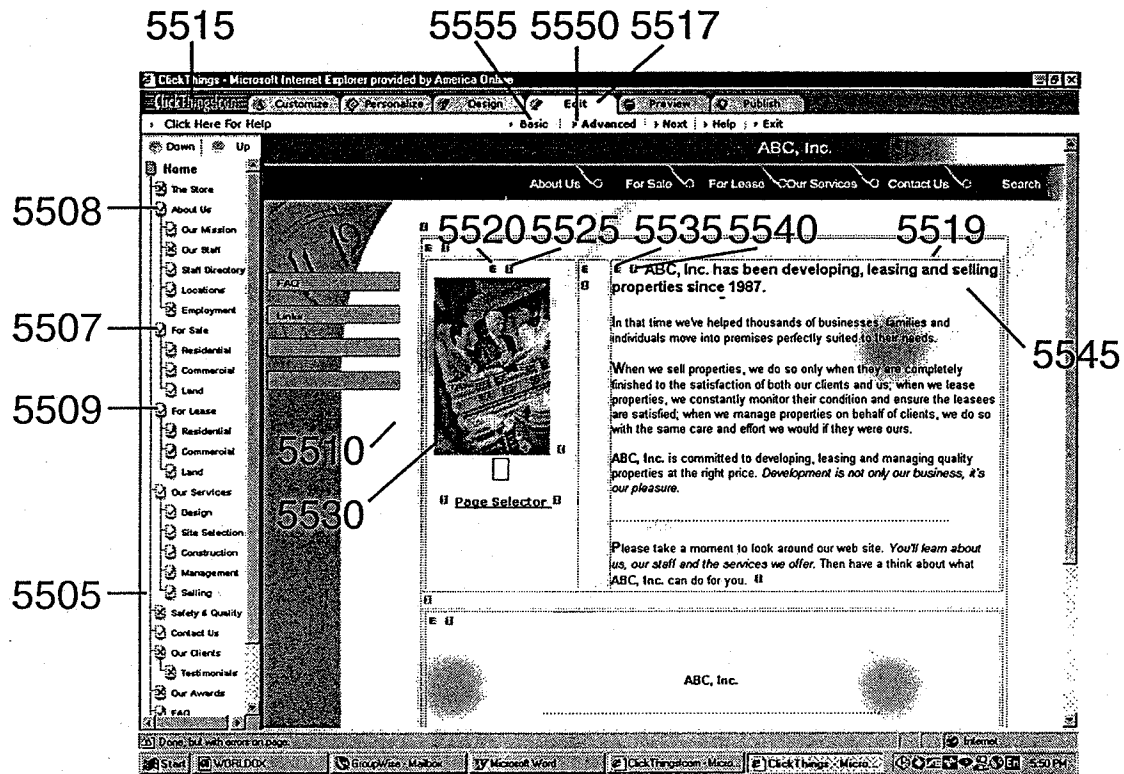 5515 5555 5550 5517
ClickThings - Microsoft Internet Explorer provided by America Online
ClickThings Customize Personalize Design Edit Preview Publish
Click Here For Help Basic Advanced Next Help Exit
Down Up
ABC, Inc.
About Us For Sale For Lease Our Services Contact Us Search
Home
The Store
5508 About Us
Our Mission
Our Staff
Staff Directory
Locations
Employment
5507 For Sale
Residential
Commercial
Land
5509 For Lease
Residential
Commercial
Land
Our Services
Design
Site Selection
Construction
Management
5505 Selling
Safety & Quality
Contact Us
Our Clients
Testimonials
Our Awards
FAQ
FAQ
Links
5510
5530
5520 5525 5535 5540 5519
E I
Page Selector
ABC, Inc. has been developing, leasing and selling
properties since 1987.
5545
In that time we've helped thousands of businesses, families and
individuals move into premises perfectly suited to their needs.
When we sell properties, we do so only when they are completely
finished to the satisfaction of both our clients and us; when we lease
properties, we constantly monitor their condition and ensure the leasees
are satisfied; when we manage properties on behalf of clients, we do so
with the same care and effort we would if they were ours.
ABC, Inc. is committed to developing, leasing and managing quality
properties at the right price. Development is not only our business, it's
our pleasure.
Please take a moment to look around our web site. You'll learn about
us, our staff and the services we offer. Then have a think about what
ABC, Inc. can do for you.
ABC, Inc.
Done, but with errors on page. Internet
Start WORLDOX GroupWise - Mailbox Microsoft Word ClickThings - Micro... 5:50 PM